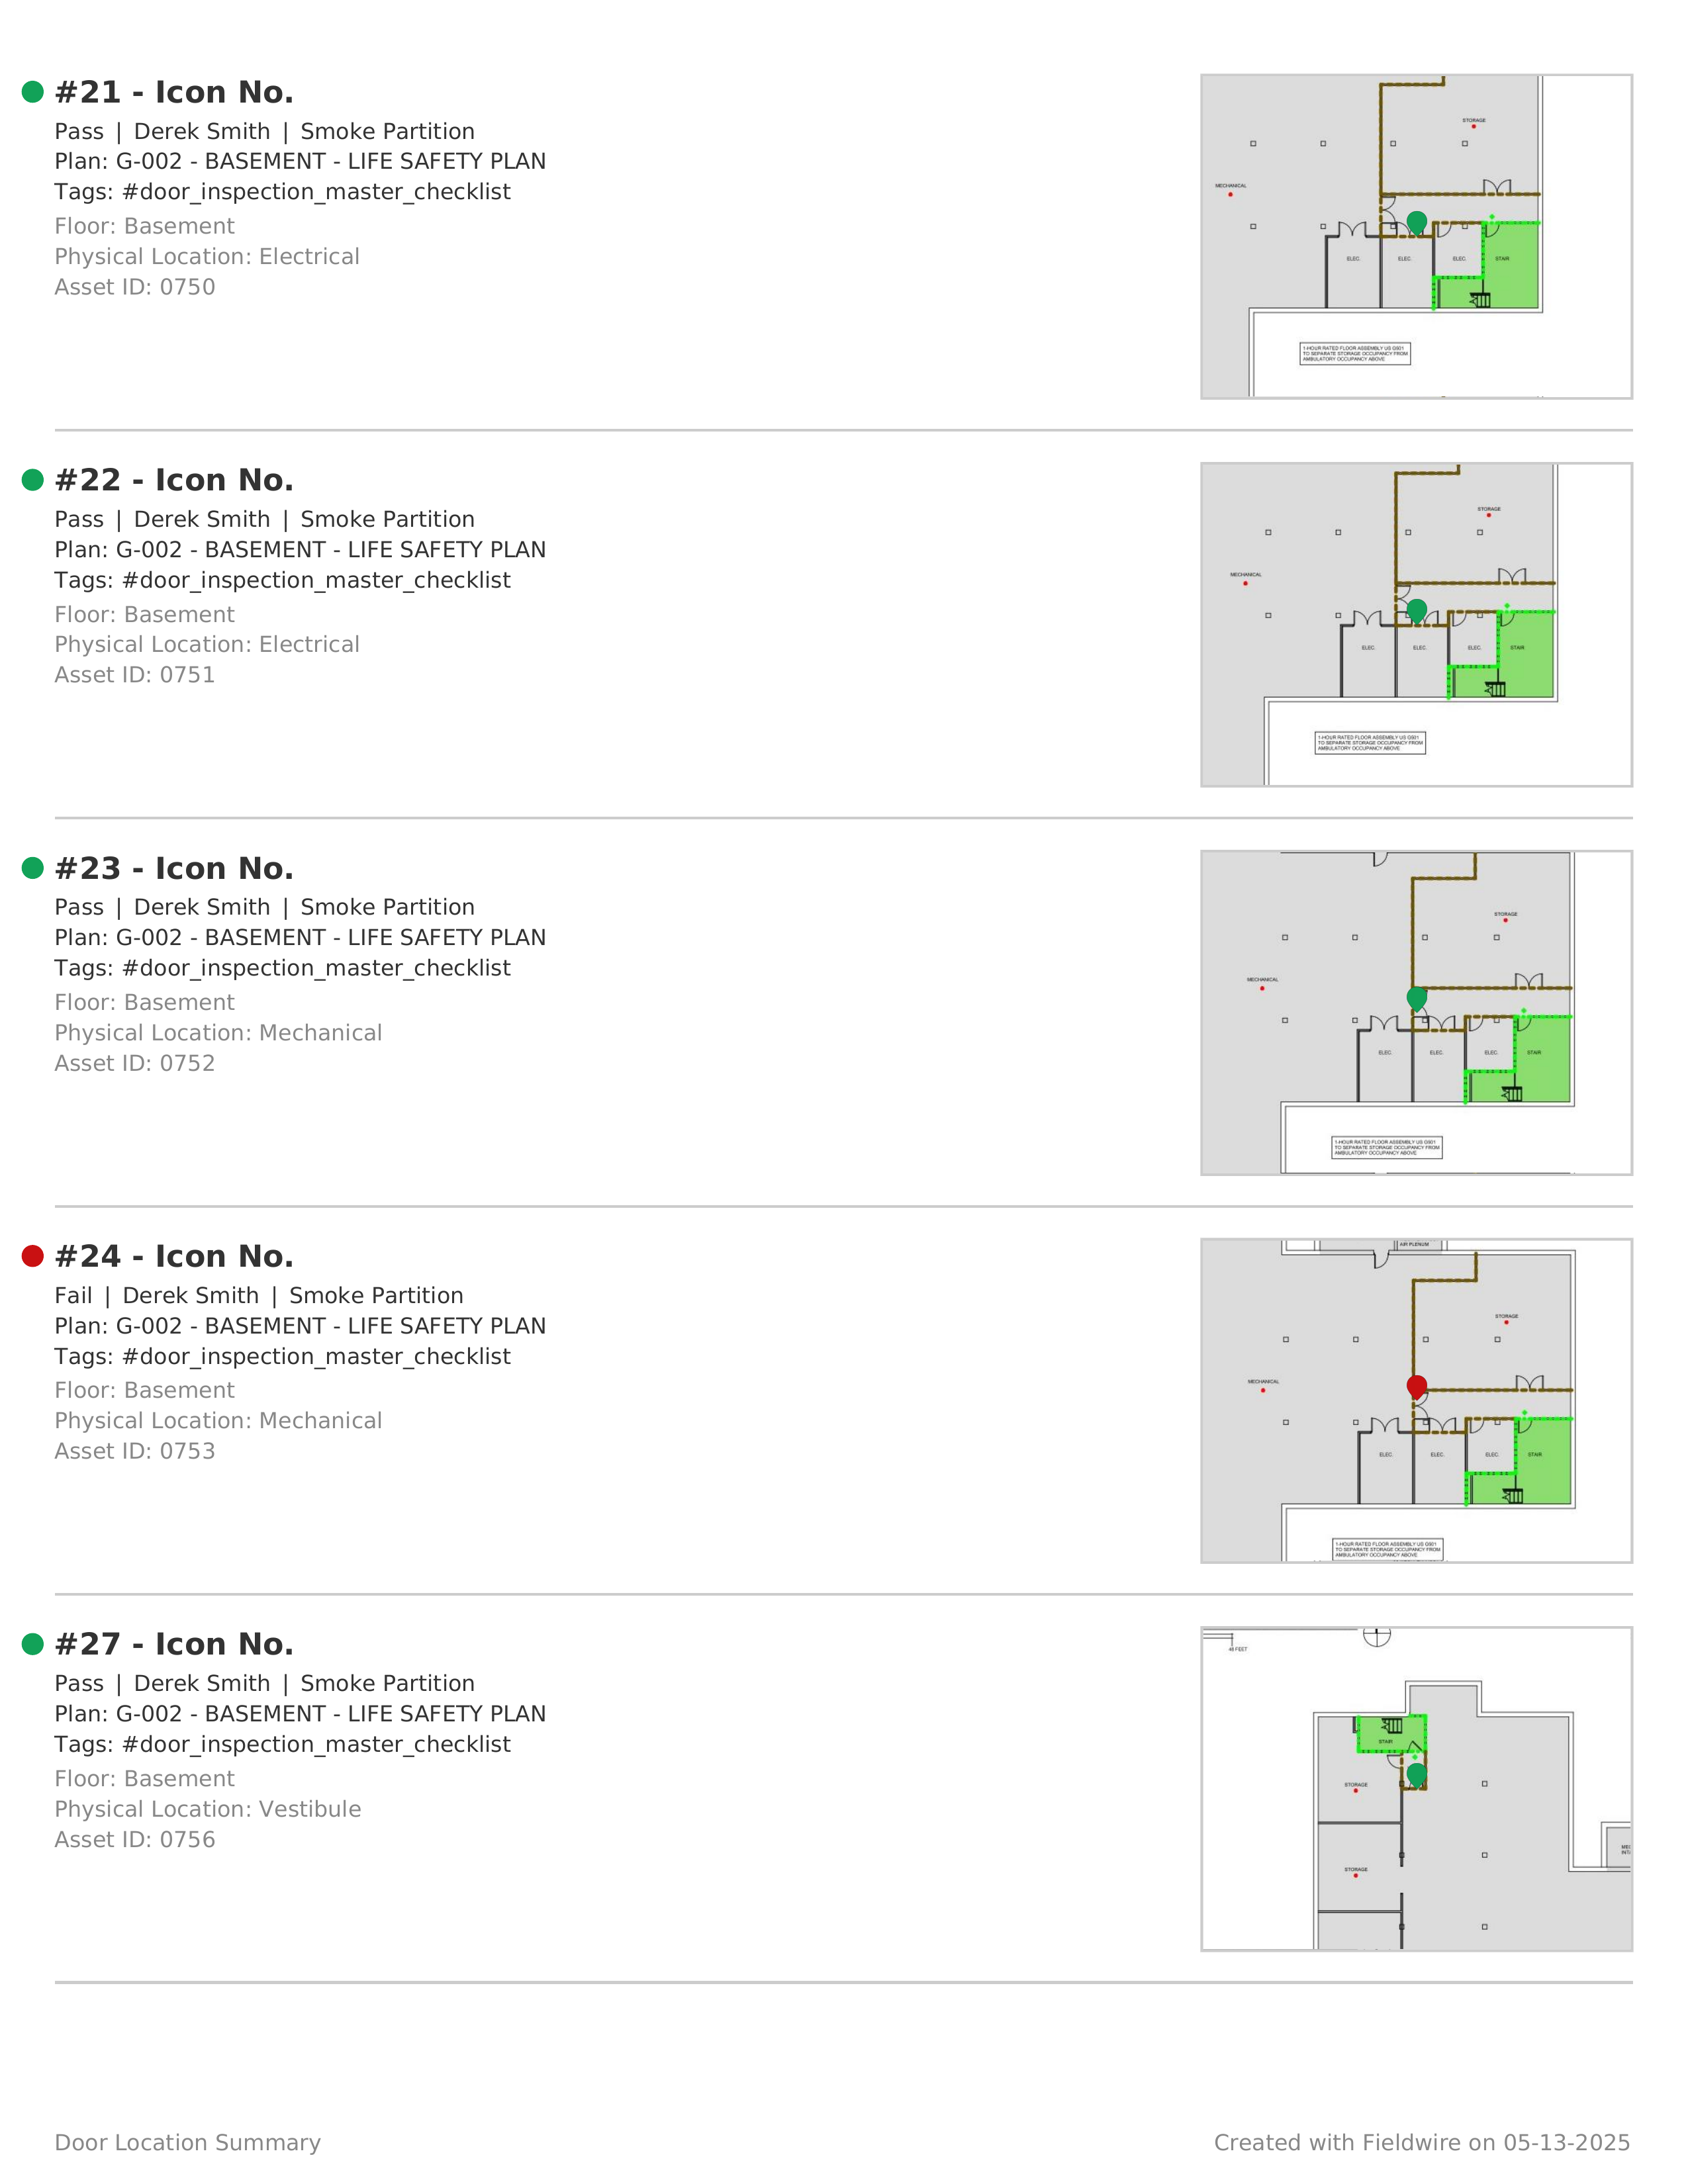 #21 - Icon No.
Pass | Derek Smith | Smoke Partition
Plan: G-002 - BASEMENT - LIFE SAFETY PLAN
Tags: #door_inspection_master_checklist
Floor: Basement
Physical Location: Electrical
Asset ID: 0750
STORAGE
MECHANICAL
ELEC.
ELEC.
ELEC.
STAIR
1-HOUR RATED FLOOR ASSEMBLY US G501
TO SEPARATE STORAGE OCCUPANCY FROM
AMBULATORY OCCUPANCY ABOVE
#22 - Icon No.
Pass | Derek Smith | Smoke Partition
Plan: G-002 - BASEMENT - LIFE SAFETY PLAN
Tags: #door_inspection_master_checklist
Floor: Basement
Physical Location: Electrical
Asset ID: 0751
STORAGE
MECHANICAL
ELEC.
ELEC.
ELEC.
STAIR
1-HOUR RATED FLOOR ASSEMBLY US G501
TO SEPARATE STORAGE OCCUPANCY FROM
AMBULATORY OCCUPANCY ABOVE
#23 - Icon No.
Pass | Derek Smith | Smoke Partition
Plan: G-002 - BASEMENT - LIFE SAFETY PLAN
Tags: #door_inspection_master_checklist
Floor: Basement
Physical Location: Mechanical
Asset ID: 0752
STORAGE
MECHANICAL
ELEC.
ELEC.
ELEC.
STAIR
1-HOUR RATED FLOOR ASSEMBLY US G501
TO SEPARATE STORAGE OCCUPANCY FROM
AMBULATORY OCCUPANCY ABOVE
#24 - Icon No.
Fail | Derek Smith | Smoke Partition
Plan: G-002 - BASEMENT - LIFE SAFETY PLAN
Tags: #door_inspection_master_checklist
Floor: Basement
Physical Location: Mechanical
Asset ID: 0753
AIR PLENUM
STORAGE
MECHANICAL
ELEC.
ELEC.
ELEC.
STAIR
1-HOUR RATED FLOOR ASSEMBLY US G501
TO SEPARATE STORAGE OCCUPANCY FROM
AMBULATORY OCCUPANCY ABOVE
#27 - Icon No.
Pass | Derek Smith | Smoke Partition
Plan: G-002 - BASEMENT - LIFE SAFETY PLAN
Tags: #door_inspection_master_checklist
Floor: Basement
Physical Location: Vestibule
Asset ID: 0756
FEET
STAIR
STORAGE
STORAGE
Door Location Summary
Created with Fieldwire on 05-13-2025